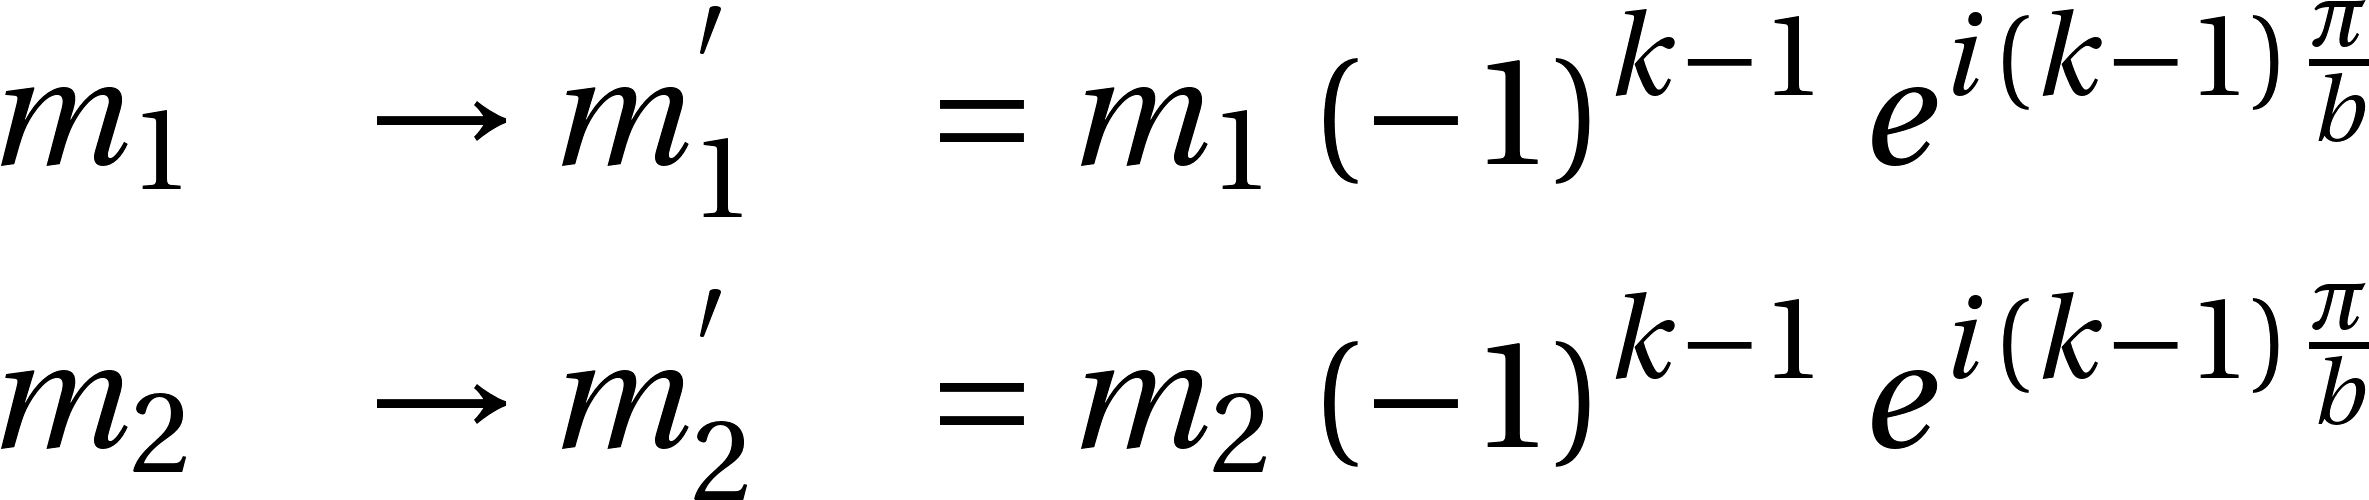 m₁ → m₁′ = m₁ (−1)^{k−1} e^{i(k−1)π/b}
m₂ → m₂′ = m₂ (−1)^{k−1} e^{i(k−1)π/b}